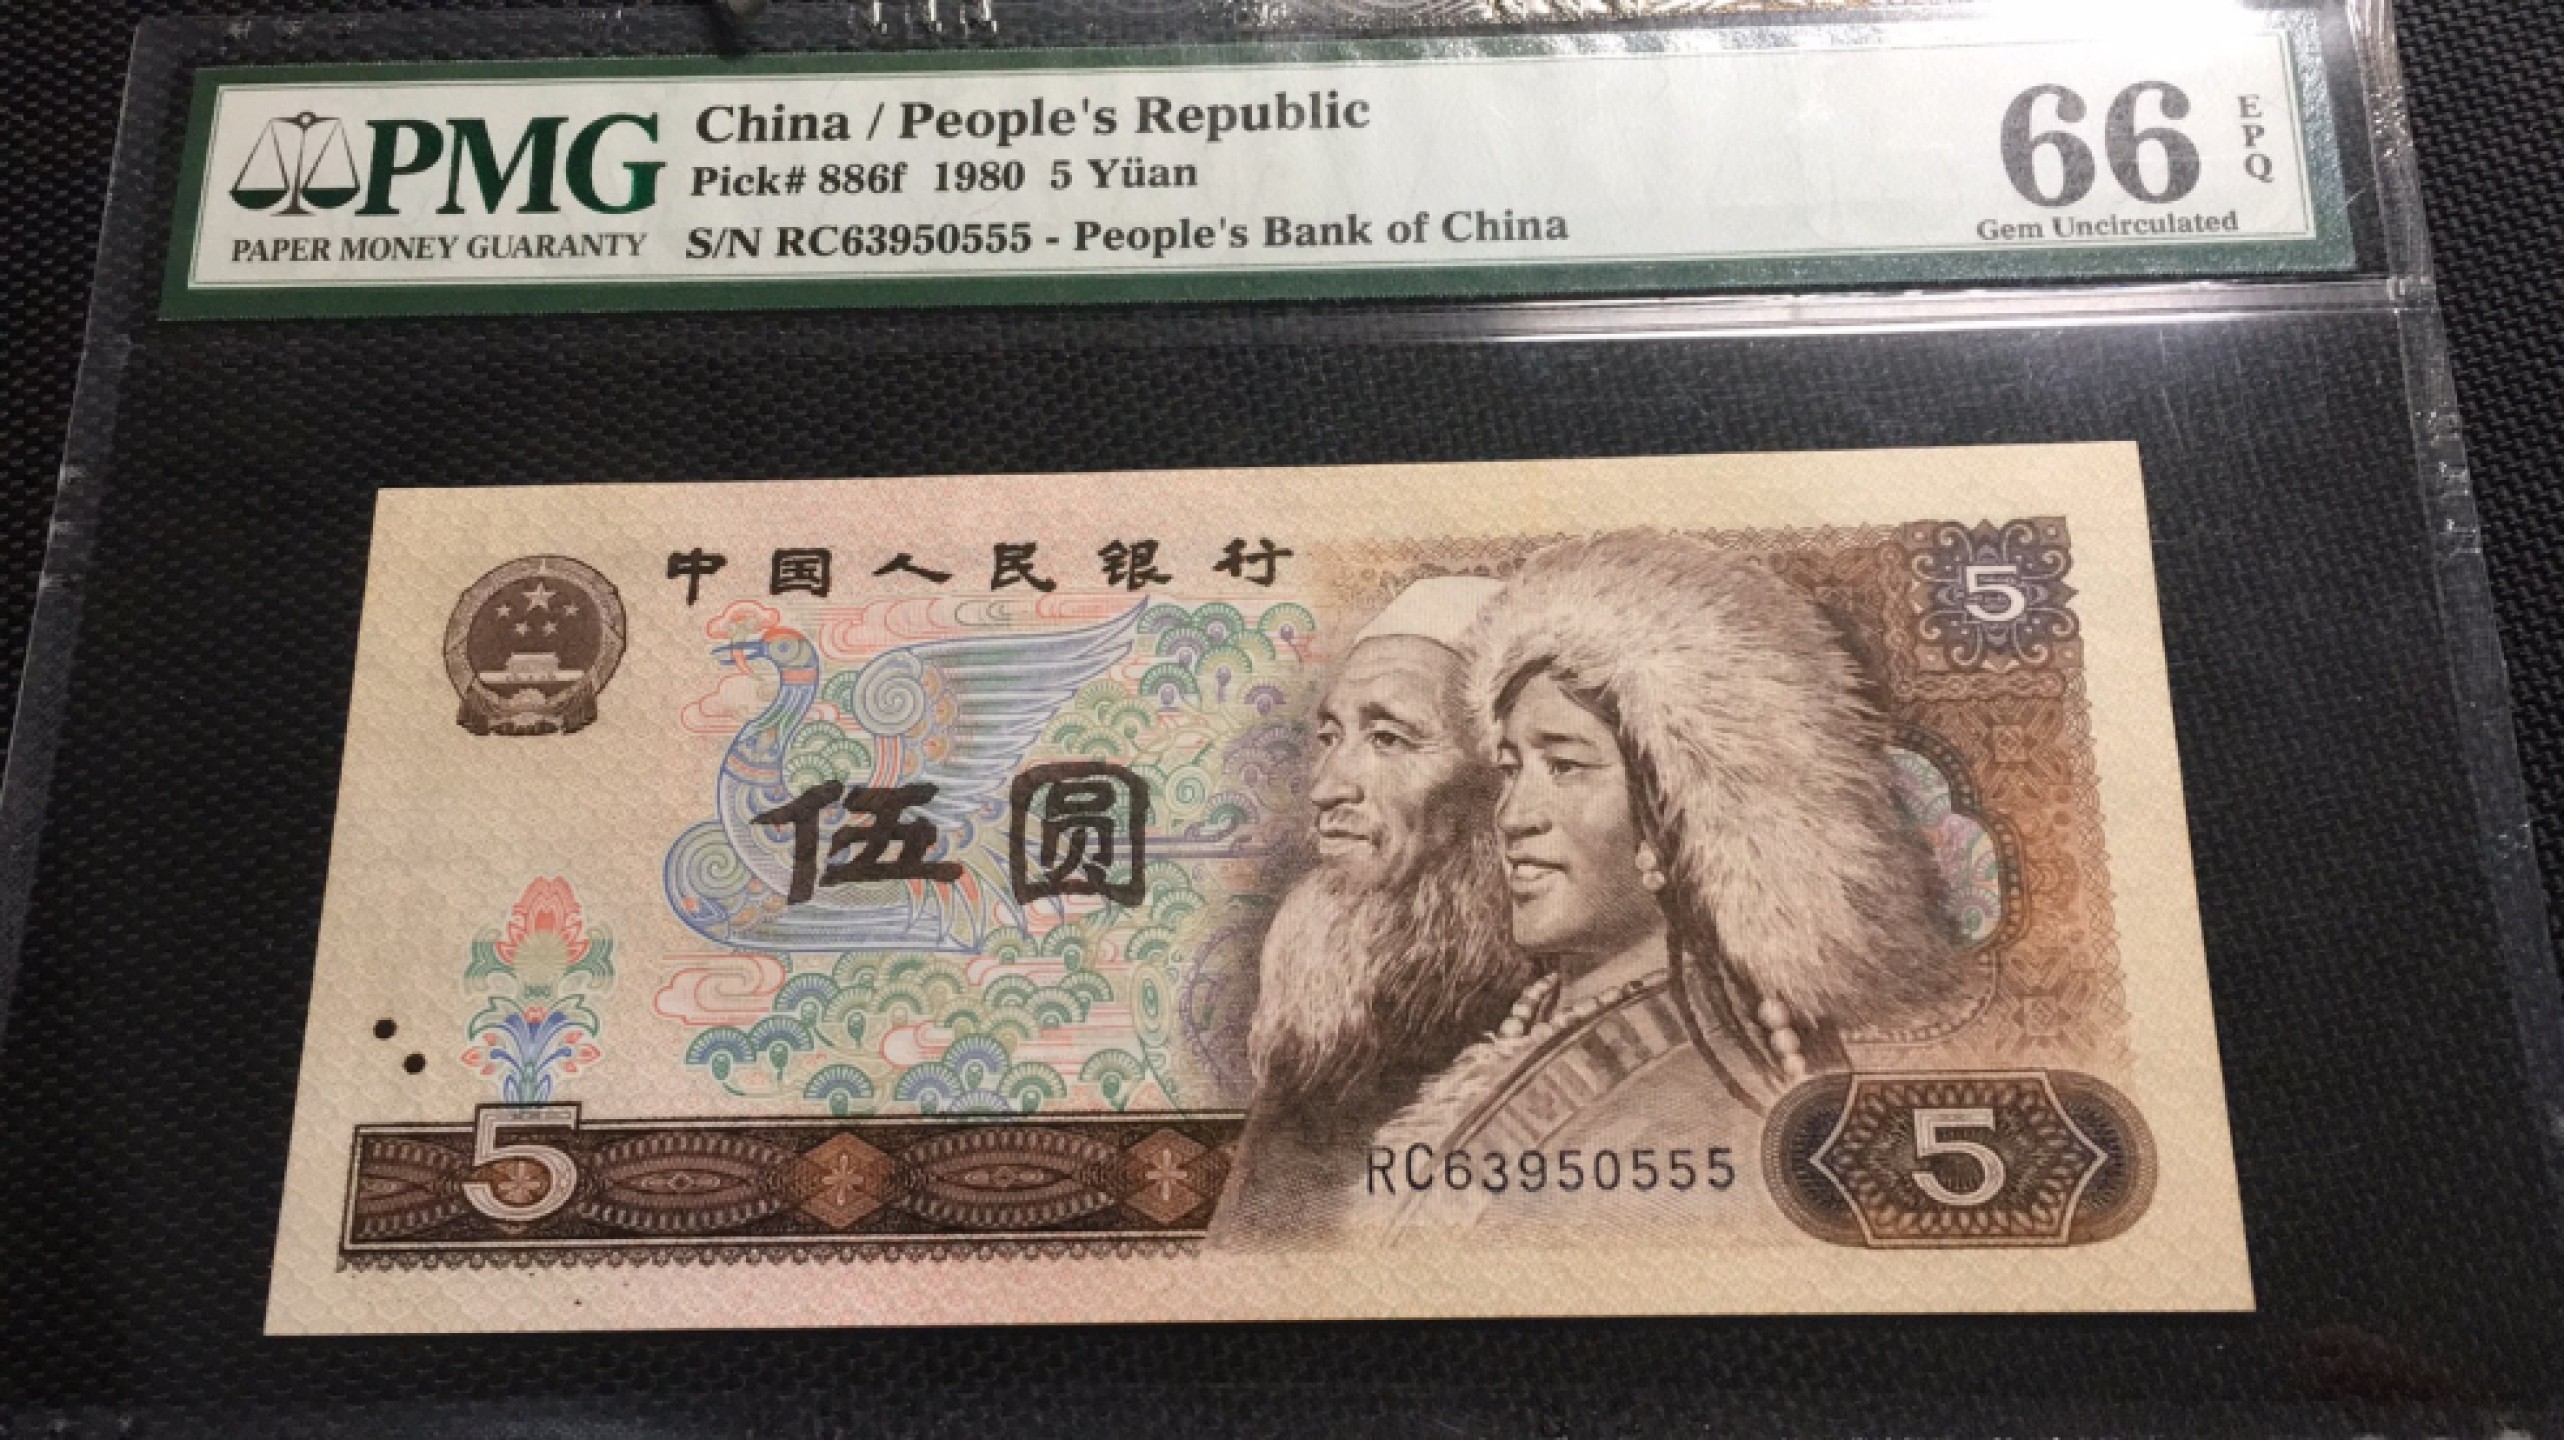 PMG
PAPER MONEY GUARANTY
China / People's Republic
Pick# 886f 1980 5 Yüan
S/N RC63950555 - People's Bank of China
66
EPQ
Gem Uncirculated
中国人民银行
5
伍圆
5
RC63950555
5